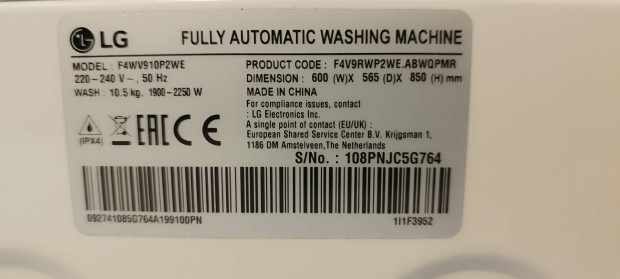 LG FULLY AUTOMATIC WASHING MACHINE
MODEL : F4WV910P2WE
220 – 240 V ~ , 50 Hz
WASH : 10.5 kg, 1900-2250 W
PRODUCT CODE : F4V9RWP2WE.ABWQPMR
DIMENSION : 600 (W)X 565 (D)X 850 (H) mm
MADE IN CHINA
For compliance issues, contact
: LG Electronics Inc.
A single point of contact (EU/UK) :
European Shared Service Center B.V. Krijgsman 1,
1186 DM Amstelveen,The Netherlands
(IPX4) EAC CE
S/No. : 108PNJC5G764
092741085G764A199100PN
1I1F3952